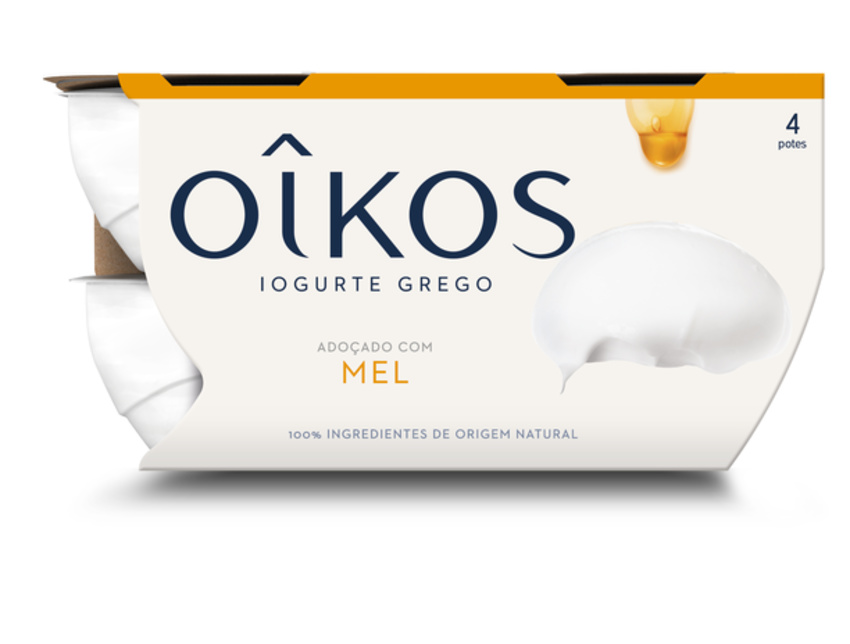 OÎKOS
IOGURTE GREGO
ADOÇADO COM
MEL
100% INGREDIENTES DE ORIGEM NATURAL
4
potes